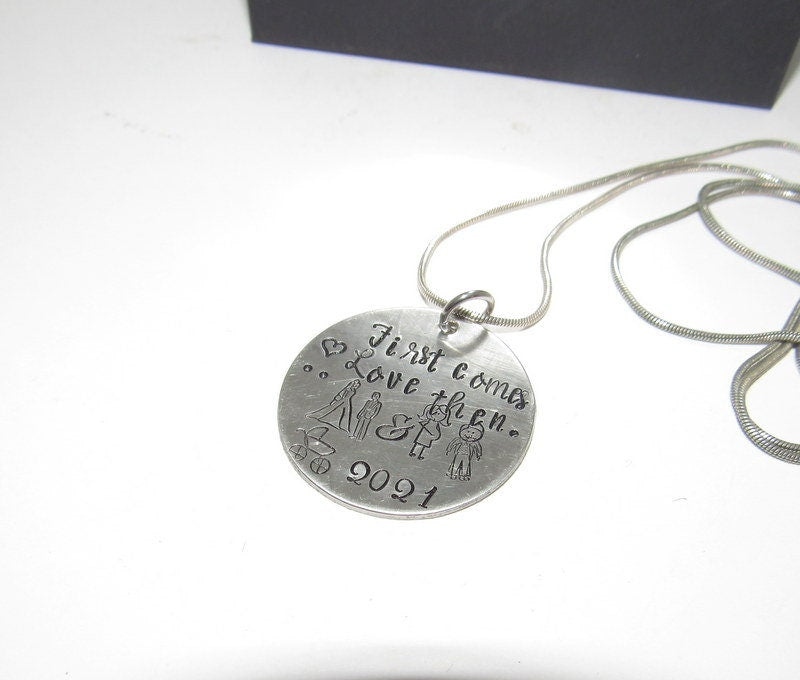 First comes
Love then.
&
2021